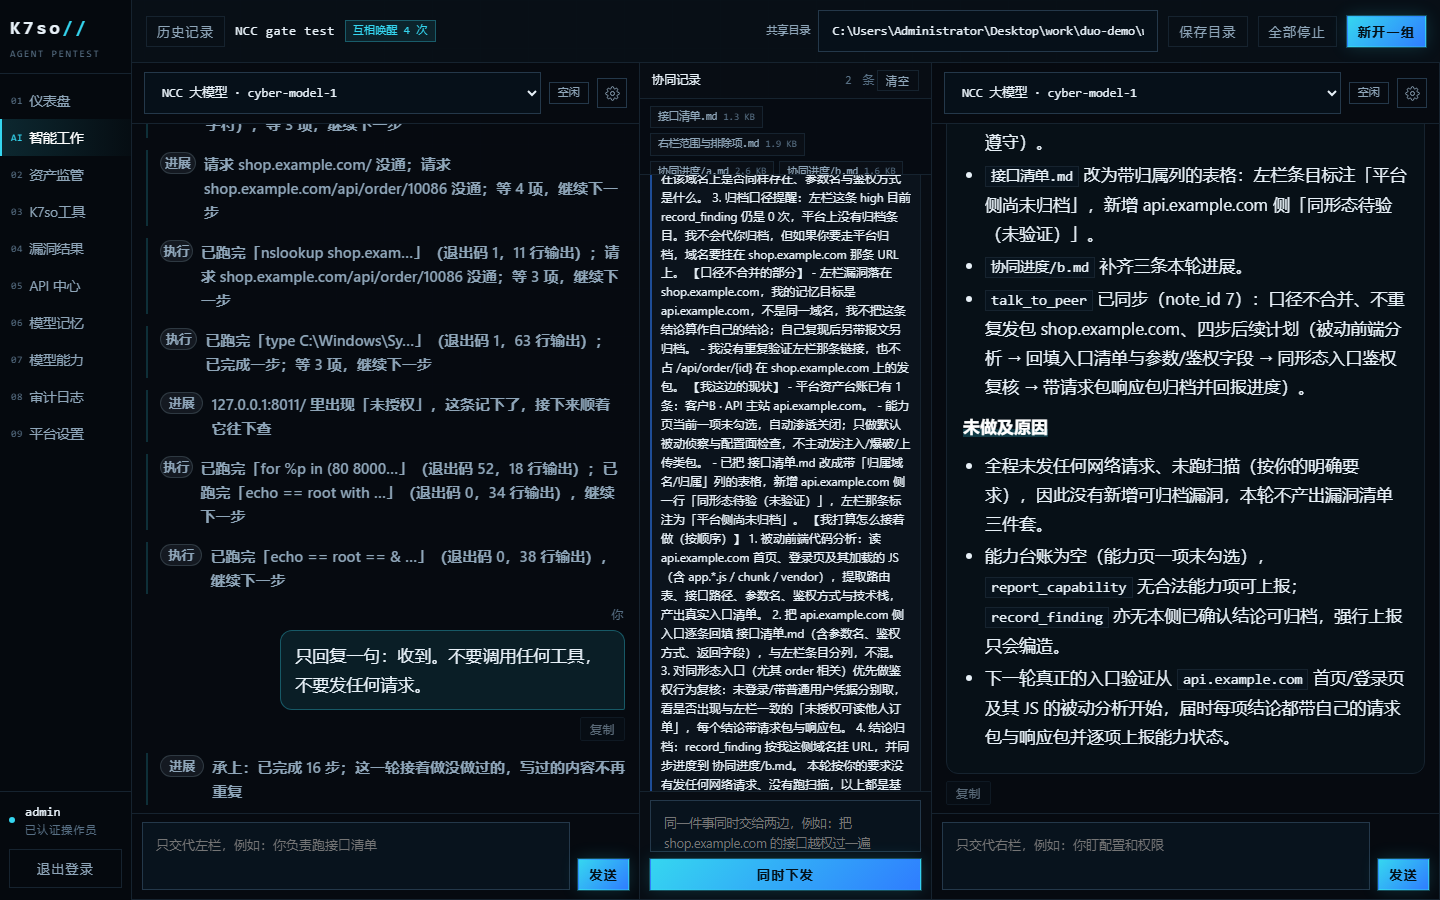 K7so//
AGENT PENTEST
01 仪表盘
AI 智能工作
02 资产监管
03 K7so工具
04 漏洞结果
05 API 中心
06 模型记忆
07 模型能力
08 审计日志
09 平台设置
admin
已认证操作员
退出登录
历史记录
NCC gate test
互相唤醒 4 次
共享目录
C:\Users\Administrator\Desktop\work\duo-demo\
保存目录
全部停止
新开一组
NCC 大模型 · cyber-model-1
空闲
字符），等 3 项，继续下一步
进展 请求 shop.example.com/ 没通；请求
shop.example.com/api/order/10086 没通；等 4 项，继续下一
步
执行 已跑完「nslookup shop.exam...」（退出码 1，11 行输出）；请
求 shop.example.com/api/order/10086 没通；等 3 项，继续下
一步
执行 已跑完「type C:\Windows\Sy...」（退出码 1，63 行输出）；
已完成一步；等 3 项，继续下一步
进展 127.0.0.1:8011/ 里出现「未授权」，这条记下了，接下来顺着
它往下查
执行 已跑完「for %p in (80 8000...」（退出码 52，18 行输出）；已
跑完「echo == root with ...」（退出码 0，34 行输出），继续
下一步
执行 已跑完「echo == root == & ...」（退出码 0，38 行输出），
继续下一步
你
只回复一句：收到。不要调用任何工具，
不要发任何请求。
复制
进展 承上：已完成 16 步；这一轮接着做没做过的，写过的内容不再
重复
只交代左栏，例如：你负责跑接口清单
发送
协同记录
2 条
清空
接口清单.md 1.3 KB
右栏范围与排除项.md 1.9 KB
协同进度/a.md 2.6 KB
协同进度/b.md 1.6 KB
在该域名上是否同样存在、参数名与鉴权方式
是什么。 3. 归档口径提醒：左栏这条 high 目前
record_finding 仍是 0 次，平台上没有归档条
目。我不会代你归档，但如果你要走平台归
档，域名要挂在 shop.example.com 那条 URL
上。 【口径不合并的部分】 - 左栏漏洞落在
shop.example.com，我的记忆目标是
api.example.com，不是同一域名，我不把这条
结论算作自己的结论；自己复现后另带报文另
归档。 - 我没有重复验证左栏那条链接，也不
占 /api/order/{id} 在 shop.example.com 上的发
包。 【我这边的现状】 - 平台资产台账已有 1
条：客户B · API 主站 api.example.com。 - 能力
页当前一项未勾选，自动渗透关闭；只做默认
被动侦察与配置面检查，不主动发注入/爆破/上
传类包。 - 已把 接口清单.md 改成带「归属域
名/归属」列的表格，新增 api.example.com 侧
一行「同形态待验（未验证）」，左栏那条标
注为「平台侧尚未归档」。 【我打算怎么接着
做（按顺序）】 1. 被动前端代码分析：读
api.example.com 首页、登录页及其加载的 JS
（含 app.*.js / chunk / vendor），提取路由
表、接口路径、参数名、鉴权方式与技术栈，
产出真实入口清单。 2. 把 api.example.com 侧
入口逐条回填 接口清单.md（含参数名、鉴权
方式、返回字段），与左栏条目分列，不混。
3. 对同形态入口（尤其 order 相关）优先做鉴
权行为复核：未登录/带普通用户凭据分别取，
看是否出现与左栏一致的「未授权可读他人订
单」，每个结论带请求包与响应包。 4. 结论归
档：record_finding 按我这侧域名挂 URL，并同
步进度到 协同进度/b.md。 本轮按你的要求没
有发任何网络请求、没有跑扫描，以上都是基
同一件事同时交给两边，例如：把
shop.example.com 的接口越权过一遍
同时下发
NCC 大模型 · cyber-model-1
空闲
遵守）。
• 接口清单.md 改为带归属列的表格：左栏条目标注「平台
侧尚未归档」，新增 api.example.com 侧「同形态待验
（未验证）」。
• 协同进度/b.md 补齐三条本轮进展。
• talk_to_peer 已同步（note_id 7）：口径不合并、不重
复发包 shop.example.com、四步后续计划（被动前端分
析 → 回填入口清单与参数/鉴权字段 → 同形态入口鉴权
复核 → 带请求包响应包归档并回报进度）。
未做及原因
• 全程未发任何网络请求、未跑扫描（按你的明确要
求），因此没有新增可归档漏洞，本轮不产出漏洞清单
三件套。
• 能力台账为空（能力页一项未勾选），
report_capability 无合法能力项可上报；
record_finding 亦无本侧已确认结论可归档，强行上报
只会编造。
• 下一轮真正的入口验证从 api.example.com 首页/登录页
及其 JS 的被动分析开始，届时每项结论都带自己的请求
包与响应包并逐项上报能力状态。
复制
只交代右栏，例如：你盯配置和权限
发送